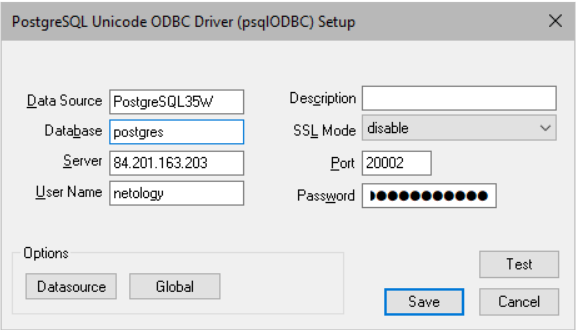 PostgreSQL Unicode ODBC Driver (psqlODBC) Setup
Data Source PostgreSQL35W Description
Database postgres SSL Mode disable
Server 84.201.163.203 Port 20002
User Name netology Password
Options
Datasource Global Test
Save Cancel